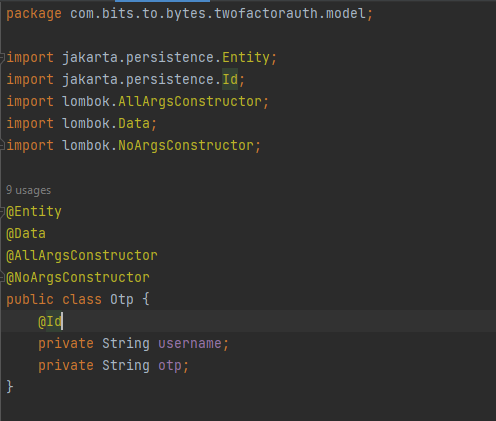 package com.bits.to.bytes.twofactorauth.model;
import jakarta.persistence.Entity;
import jakarta.persistence.Id;
import lombok.AllArgsConstructor;
import lombok.Data;
import lombok.NoArgsConstructor;
9 usages
@Entity
@Data
@AllArgsConstructor
@NoArgsConstructor
public class Otp {
@Id
private String username;
private String otp;
}